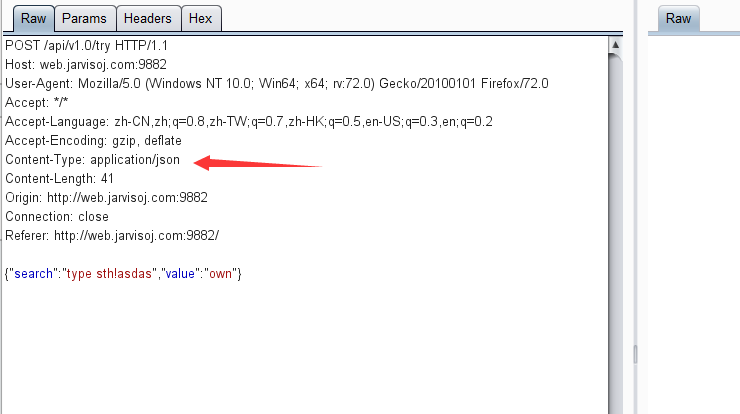 Raw Params Headers Hex Raw
POST /api/v1.0/try HTTP/1.1
Host: web.jarvisoj.com:9882
User-Agent: Mozilla/5.0 (Windows NT 10.0; Win64; x64; rv:72.0) Gecko/20100101 Firefox/72.0
Accept: */*
Accept-Language: zh-CN,zh;q=0.8,zh-TW;q=0.7,zh-HK;q=0.5,en-US;q=0.3,en;q=0.2
Accept-Encoding: gzip, deflate
Content-Type: application/json
Content-Length: 41
Origin: http://web.jarvisoj.com:9882
Connection: close
Referer: http://web.jarvisoj.com:9882/
{"search":"type sth!asdas","value":"own"}